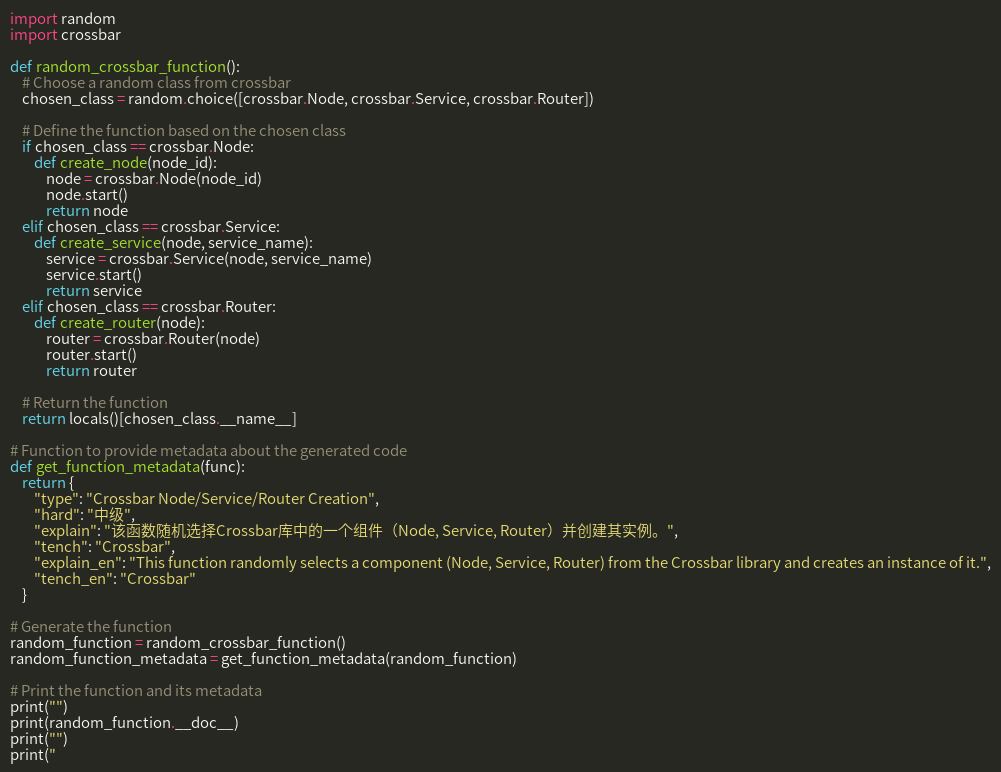 import random
import crossbar

def random_crossbar_function():
    # Choose a random class from crossbar
    chosen_class = random.choice([crossbar.Node, crossbar.Service, crossbar.Router])

    # Define the function based on the chosen class
    if chosen_class == crossbar.Node:
        def create_node(node_id):
            node = crossbar.Node(node_id)
            node.start()
            return node
    elif chosen_class == crossbar.Service:
        def create_service(node, service_name):
            service = crossbar.Service(node, service_name)
            service.start()
            return service
    elif chosen_class == crossbar.Router:
        def create_router(node):
            router = crossbar.Router(node)
            router.start()
            return router

    # Return the function
    return locals()[chosen_class.__name__]

# Function to provide metadata about the generated code
def get_function_metadata(func):
    return {
        "type": "Crossbar Node/Service/Router Creation",
        "hard": "中级",
        "explain": "该函数随机选择Crossbar库中的一个组件（Node, Service, Router）并创建其实例。",
        "tench": "Crossbar",
        "explain_en": "This function randomly selects a component (Node, Service, Router) from the Crossbar library and creates an instance of it.",
        "tench_en": "Crossbar"
    }

# Generate the function
random_function = random_crossbar_function()
random_function_metadata = get_function_metadata(random_function)

# Print the function and its metadata
print("")
print(random_function.__doc__)
print("")
print("